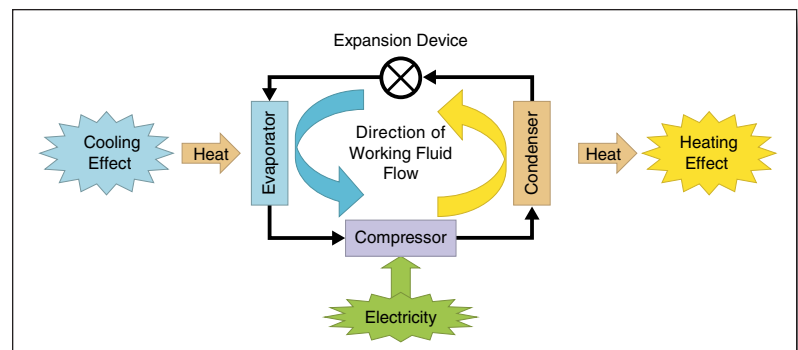 Expansion Device
Cooling
Effect
Heat
Evaporator
Direction of
Working Fluid
Flow
Condenser
Heat
Heating
Effect
Compressor
Electricity